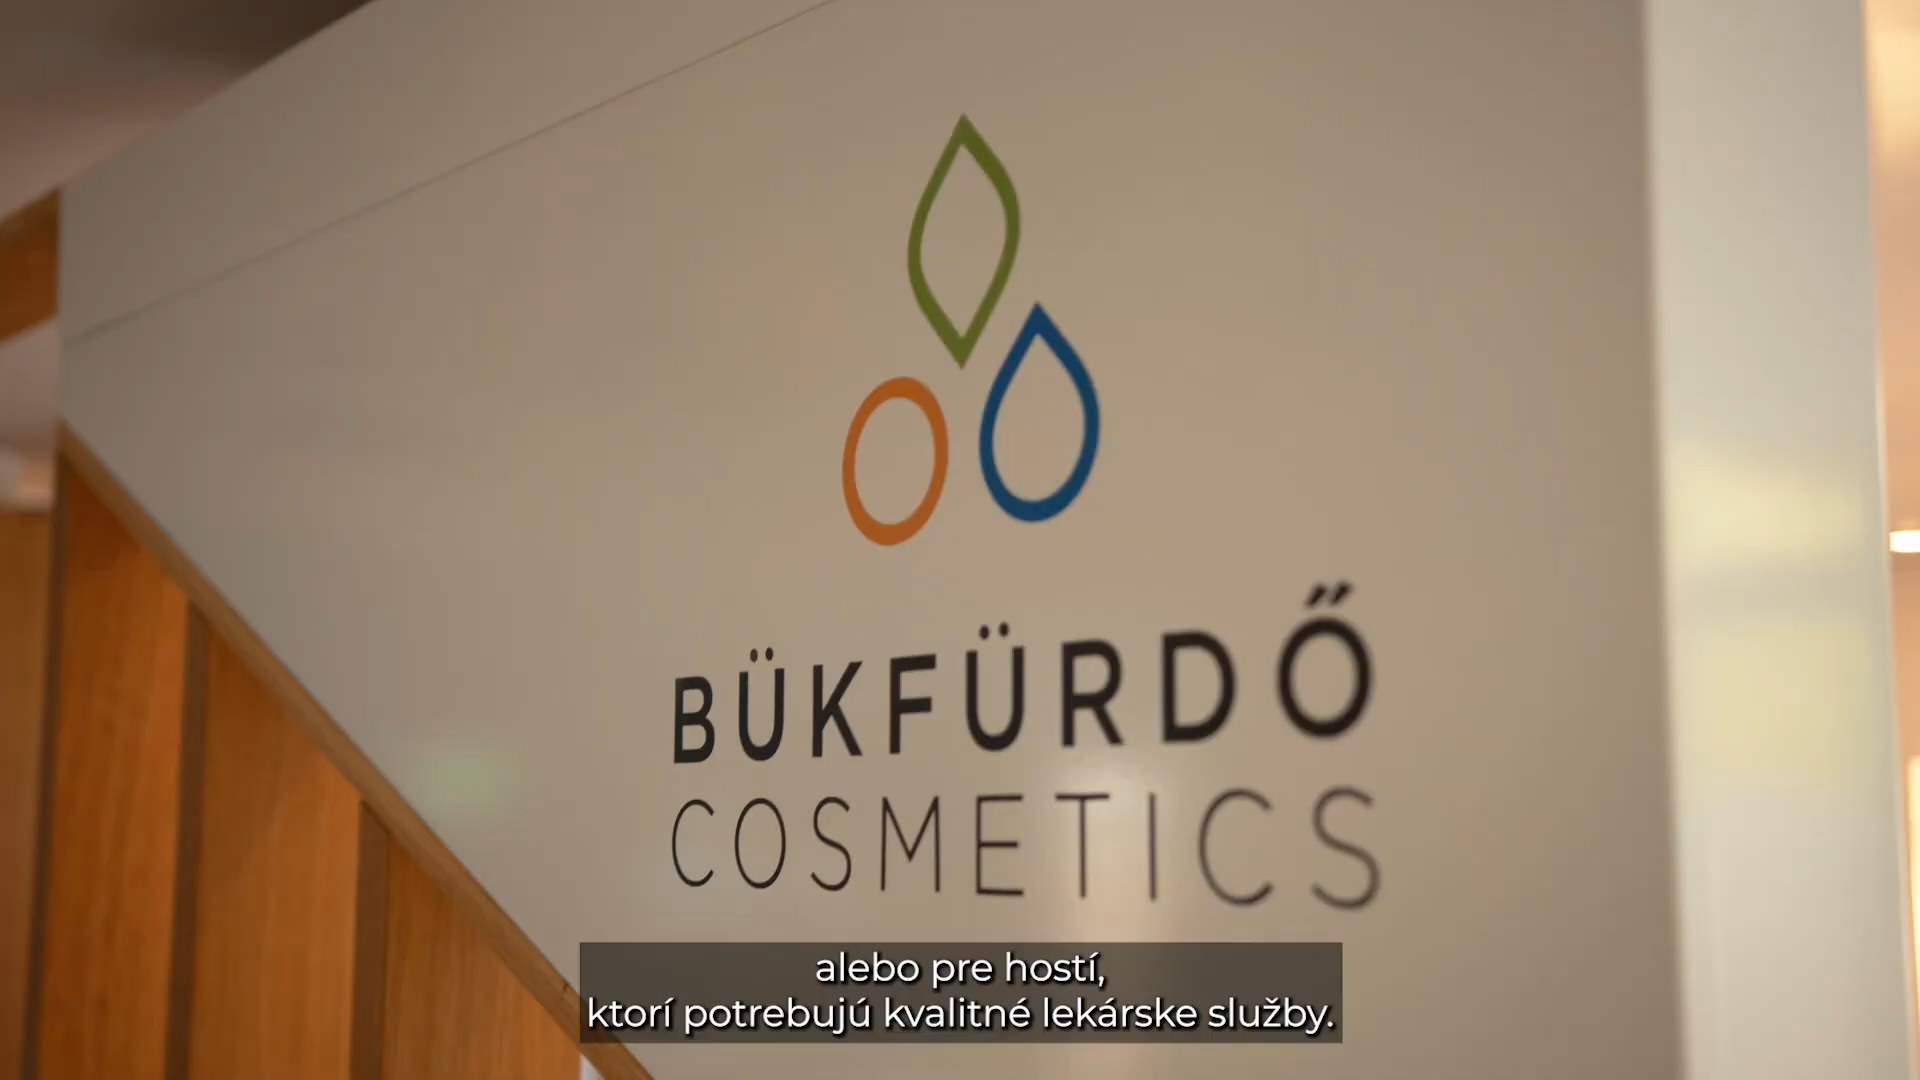 BÜKFÜRDŐ
COSMETICS
alebo pre hostí,
ktorí potrebujú kvalitné lekárske služby.